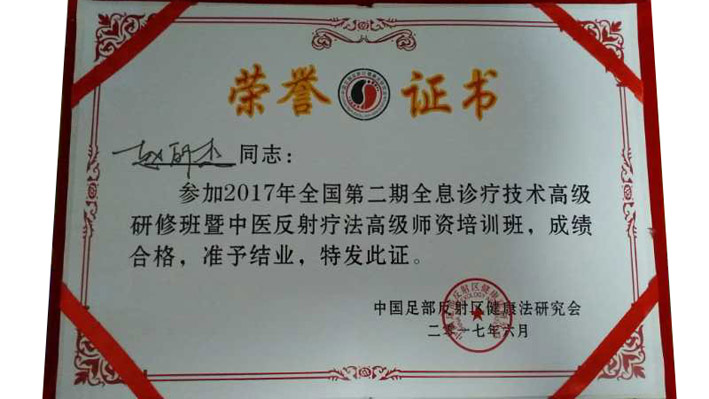 荣誉证书
赵研杰 同志：
参加2017年全国第二期全息诊疗技术高级
研修班暨中医反射疗法高级师资培训班，成绩
合格，准予结业，特发此证。
中国足部反射区健康法研究会
二零一七年六月